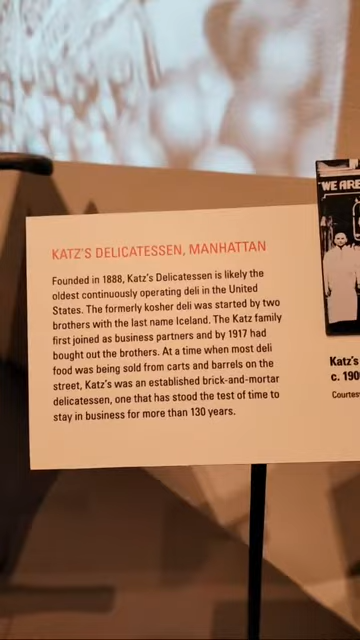 WE ARE
KATZ'S DELICATESSEN, MANHATTAN
Founded in 1888, Katz's Delicatessen is likely the
oldest continuously operating deli in the United
States. The formerly kosher deli was started by two
brothers with the last name Iceland. The Katz family
first joined as business partners and by 1917 had
bought out the brothers. At a time when most deli
food was being sold from carts and barrels on the
street, Katz's was an established brick-and-mortar
delicatessen, one that has stood the test of time to
stay in business for more than 130 years.
Katz's
c. 190
Courtes